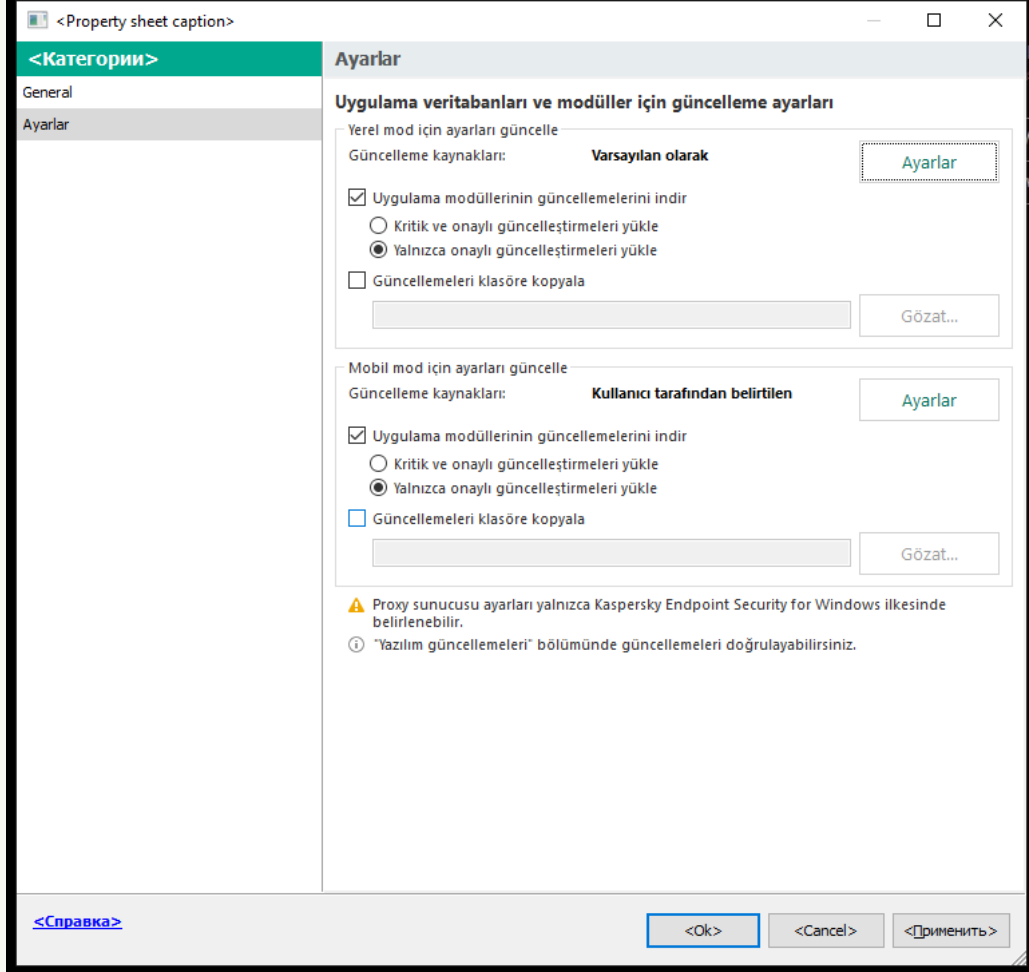 <Property sheet caption>
<Категории>
General
Ayarlar
Ayarlar
Uygulama veritabanları ve modüller için güncelleme ayarları
Yerel mod için ayarları güncelle
Güncelleme kaynakları: Varsayılan olarak Ayarlar
Uygulama modüllerinin güncellemelerini indir
Kritik ve onaylı güncelleştirmeleri yükle
Yalnızca onaylı güncelleştirmeleri yükle
Güncellemeleri klasöre kopyala
Gözat...
Mobil mod için ayarları güncelle
Güncelleme kaynakları: Kullanıcı tarafından belirtilen Ayarlar
Uygulama modüllerinin güncellemelerini indir
Kritik ve onaylı güncelleştirmeleri yükle
Yalnızca onaylı güncelleştirmeleri yükle
Güncellemeleri klasöre kopyala
Gözat...
Proxy sunucusu ayarları yalnızca Kaspersky Endpoint Security for Windows ilkesinde
belirlenebilir.
"Yazılım güncellemeleri" bölümünde güncellemeleri doğrulayabilirsiniz.
<Справка>
<Ok> <Cancel> <Применить>